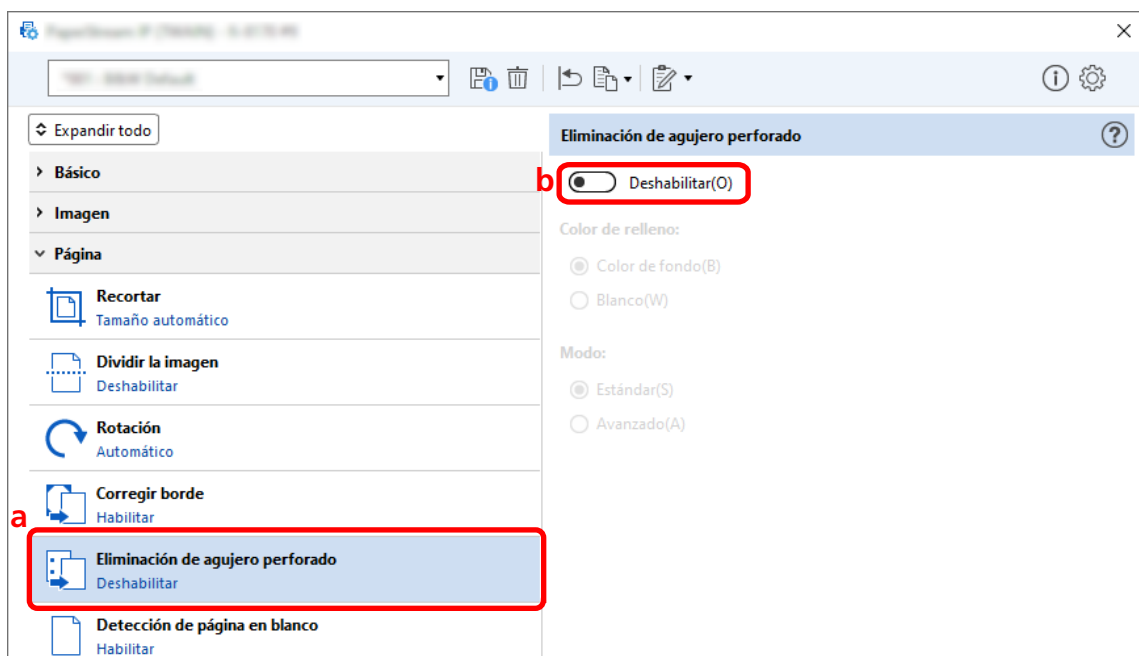 Expandir todo
Básico
Imagen
Página
Recortar
Tamaño automático
Dividir la imagen
Deshabilitar
Rotación
Automático
Corregir borde
Habilitar
a
Eliminación de agujero perforado
Deshabilitar
Detección de página en blanco
Habilitar
Eliminación de agujero perforado
b
Deshabilitar(O)
Color de relleno:
Color de fondo(B)
Blanco(W)
Modo:
Estándar(S)
Avanzado(A)